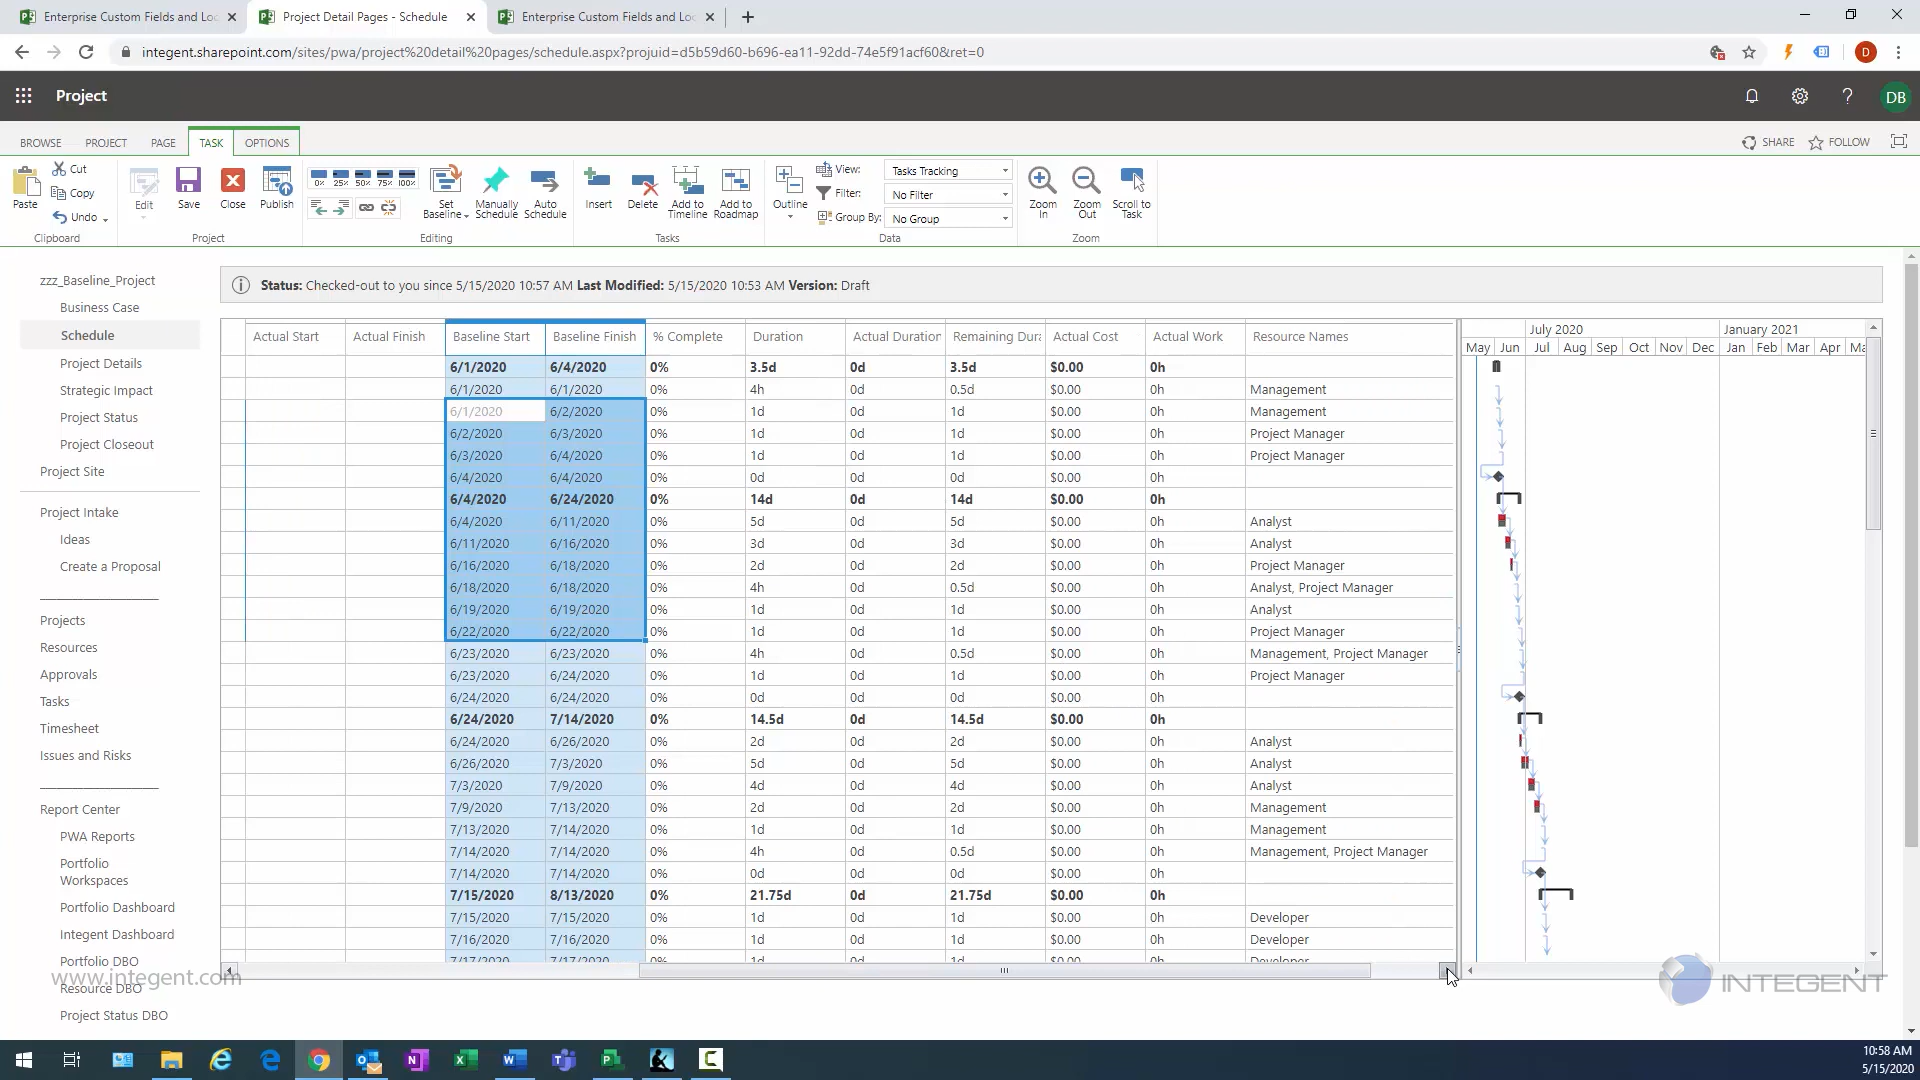 Enterprise Custom Fields and Lo
Project Detail Pages - Schedule
Enterprise Custom Fields and Lo
integent.sharepoint.com/sites/pwa/project%20detail%20pages/schedule.aspx?projuid=d5b59d60-b696-ea11-92dd-74e5f91acf60&ret=0
D
Project
DB
BROWSE PROJECT PAGE TASK OPTIONS
SHARE FOLLOW
Paste
Cut
Copy
Undo
Clipboard
Edit
Save
Close
Publish
Project
0% 25% 50% 75% 100%
Set Baseline
Manually Schedule
Auto Schedule
Editing
Insert
Delete
Add to Timeline
Add to Roadmap
Tasks
Outline
View: Tasks Tracking
Filter: No Filter
Group By: No Group
Data
Zoom In
Zoom Out
Scroll to Task
Zoom
zzz_Baseline_Project
Business Case
Schedule
Project Details
Strategic Impact
Project Status
Project Closeout
Project Site
Project Intake
Ideas
Create a Proposal
Projects
Resources
Approvals
Tasks
Timesheet
Issues and Risks
Report Center
PWA Reports
Portfolio Workspaces
Portfolio Dashboard
Integent Dashboard
Portfolio DBO
Resource DBO
Project Status DBO
www.integent.com
Status: Checked-out to you since 5/15/2020 10:57 AM Last Modified: 5/15/2020 10:53 AM Version: Draft
Actual Start Actual Finish Baseline Start Baseline Finish % Complete Duration Actual Duration Remaining Dura Actual Cost Actual Work Resource Names
6/1/2020 6/4/2020 0% 3.5d 0d 3.5d $0.00 0h
6/1/2020 6/1/2020 0% 4h 0d 0.5d $0.00 0h Management
6/1/2020 6/2/2020 0% 1d 0d 1d $0.00 0h Management
6/2/2020 6/3/2020 0% 1d 0d 1d $0.00 0h Project Manager
6/3/2020 6/4/2020 0% 1d 0d 1d $0.00 0h Project Manager
6/4/2020 6/4/2020 0% 0d 0d 0d $0.00 0h
6/4/2020 6/24/2020 0% 14d 0d 14d $0.00 0h
6/4/2020 6/11/2020 0% 5d 0d 5d $0.00 0h Analyst
6/11/2020 6/16/2020 0% 3d 0d 3d $0.00 0h Analyst
6/16/2020 6/18/2020 0% 2d 0d 2d $0.00 0h Project Manager
6/18/2020 6/18/2020 0% 4h 0d 0.5d $0.00 0h Analyst, Project Manager
6/19/2020 6/19/2020 0% 1d 0d 1d $0.00 0h Analyst
6/22/2020 6/22/2020 0% 1d 0d 1d $0.00 0h Project Manager
6/23/2020 6/23/2020 0% 4h 0d 0.5d $0.00 0h Management, Project Manager
6/23/2020 6/24/2020 0% 1d 0d 1d $0.00 0h Project Manager
6/24/2020 6/24/2020 0% 0d 0d 0d $0.00 0h
6/24/2020 7/14/2020 0% 14.5d 0d 14.5d $0.00 0h
6/24/2020 6/26/2020 0% 2d 0d 2d $0.00 0h Analyst
6/26/2020 7/3/2020 0% 5d 0d 5d $0.00 0h Analyst
7/3/2020 7/9/2020 0% 4d 0d 4d $0.00 0h Analyst
7/9/2020 7/13/2020 0% 2d 0d 2d $0.00 0h Management
7/13/2020 7/14/2020 0% 1d 0d 1d $0.00 0h Management
7/14/2020 7/14/2020 0% 4h 0d 0.5d $0.00 0h Management, Project Manager
7/14/2020 7/14/2020 0% 0d 0d 0d $0.00 0h
7/15/2020 8/13/2020 0% 21.75d 0d 21.75d $0.00 0h
7/15/2020 7/15/2020 0% 1d 0d 1d $0.00 0h Developer
7/16/2020 7/16/2020 0% 1d 0d 1d $0.00 0h Developer
7/17/2020 7/17/2020 0% 1d 0d 1d $0.00 0h Developer
July 2020 January 2021
May Jun Jul Aug Sep Oct Nov Dec Jan Feb Mar Apr Ma
INTEGENT
10:58 AM
5/15/2020